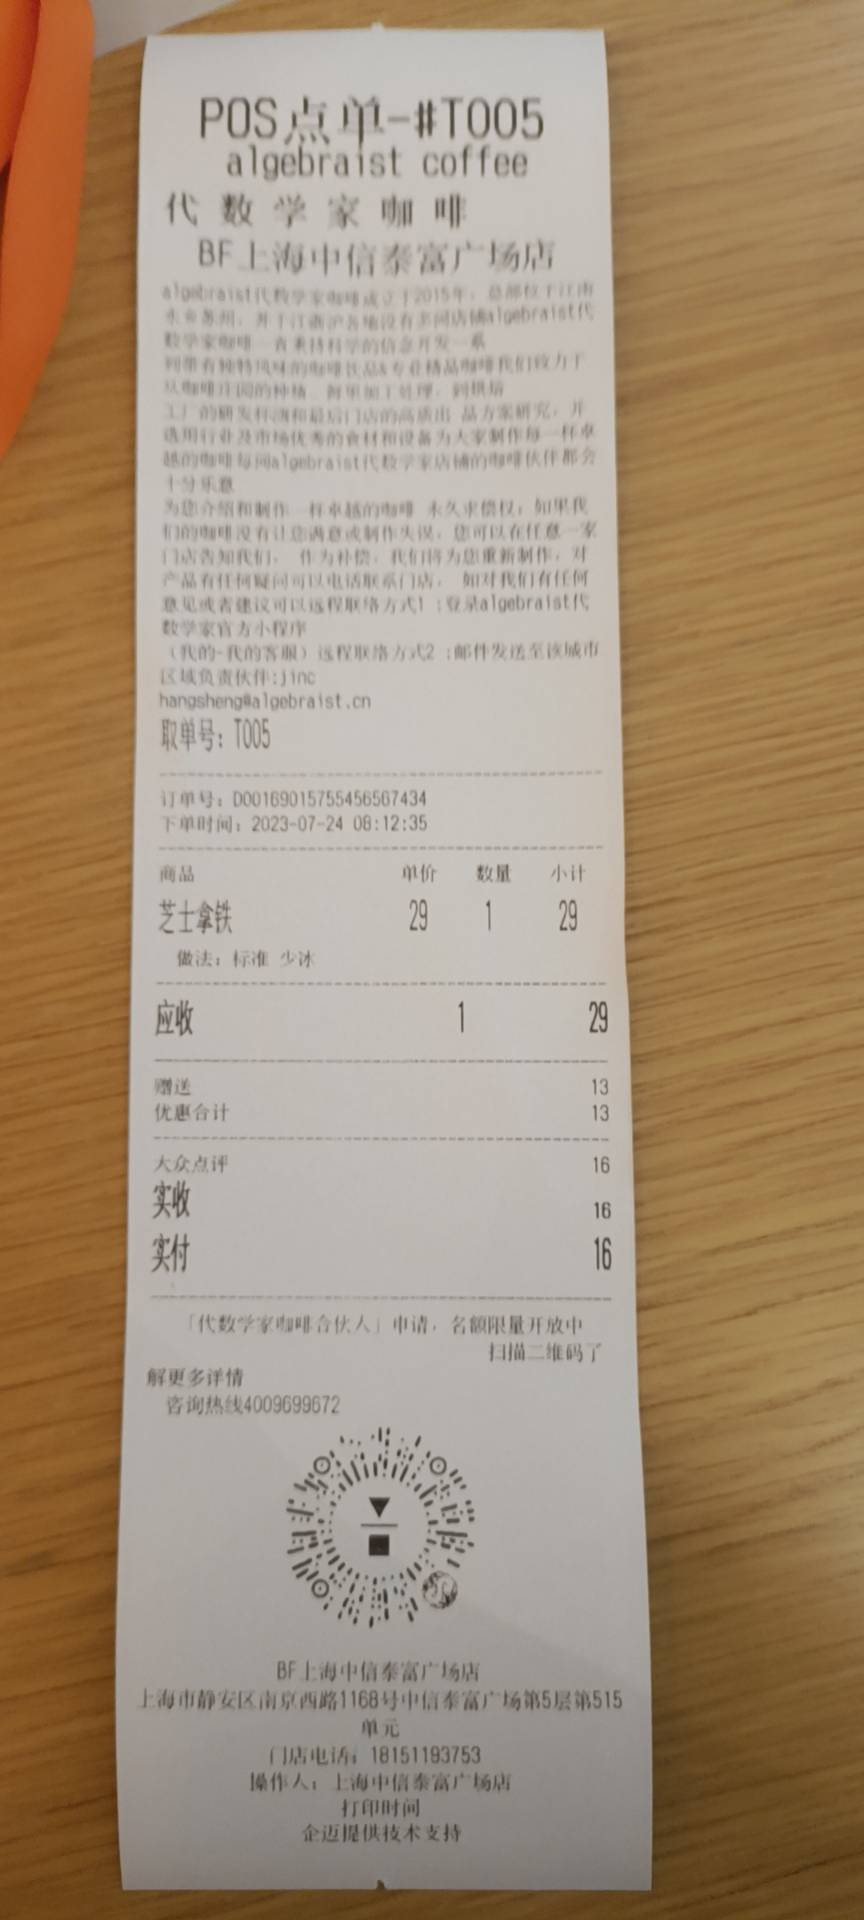 POS点单-#T005
algebraist coffee
代数学家咖啡
BF上海中信泰富广场店
algebraist代数学家咖啡成立于2015年，总部位于江南
水乡苏州，并于江浙沪各地设有多间店铺algebraist代
数学家咖啡一直秉持科学的信念开发一系
列带有独特风味的咖啡饮品&专业精品咖啡我们致力于
从咖啡庄园的种植、鲜果加工处理，到烘焙
工厂的研发杯测和最后门店的高质出 品方案研究，并
选用行业及市场优秀的食材和设备为大家制作每一杯卓
越的咖啡每间algebraist代数学家店铺的咖啡伙伴都会
十分乐意
为您介绍和制作一杯卓越的咖啡 永久求偿权：如果我
们的咖啡没有让您满意或制作失误，您可以在任意一家
门店告知我们， 作为补偿，我们将为您重新制作，对
产品有任何疑问可以电话联系门店， 如对我们有任何
意见或者建议可以远程联络方式1 :登录algebraist代
数学家官方小程序
（我的-我的客服）远程联络方式2 :邮件发送至该城市
区域负责伙伴:jinc
hangsheng@algebraist.cn
取单号：T005
订单号：D00169015755456567434
下单时间：2023-07-24 08:12:35
商品 单价 数量 小计
芝士拿铁 29 1 29
做法：标准 少冰
应收 1 29
赠送 13
优惠合计 13
大众点评 16
实收 16
实付 16
「代数学家咖啡合伙人」申请，名额限量开放中
扫描二维码了
解更多详情
咨询热线4009699672
BF上海中信泰富广场店
上海市静安区南京西路1168号中信泰富广场第5层第515
单元
门店电话：18151193753
操作人：上海中信泰富广场店
打印时间
企迈提供技术支持